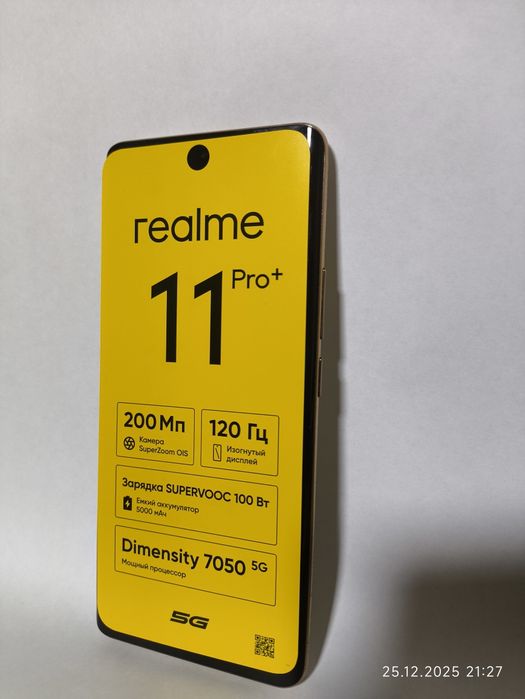 realme
11 Pro+
200 Мп
Камера
SuperZoom OIS
120 Гц
Изогнутый
дисплей
Зарядка SUPERVOOC 100 Вт
Емкий аккумулятор
5000 мАч
Dimensity 7050 5G
Мощный процессор
5G
25.12.2025 21:27